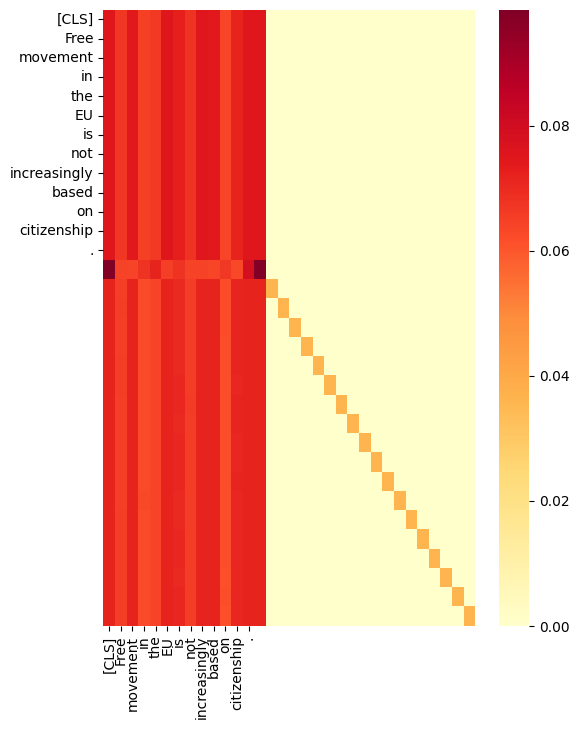 [CLS]
Free
movement
in
the
EU
is
not
increasingly
based
on
citizenship
.
0.08
0.06
0.04
0.02
0.00
[CLS]
Free
movement
in
the
EU
is
not
increasingly
based
on
citizenship
.